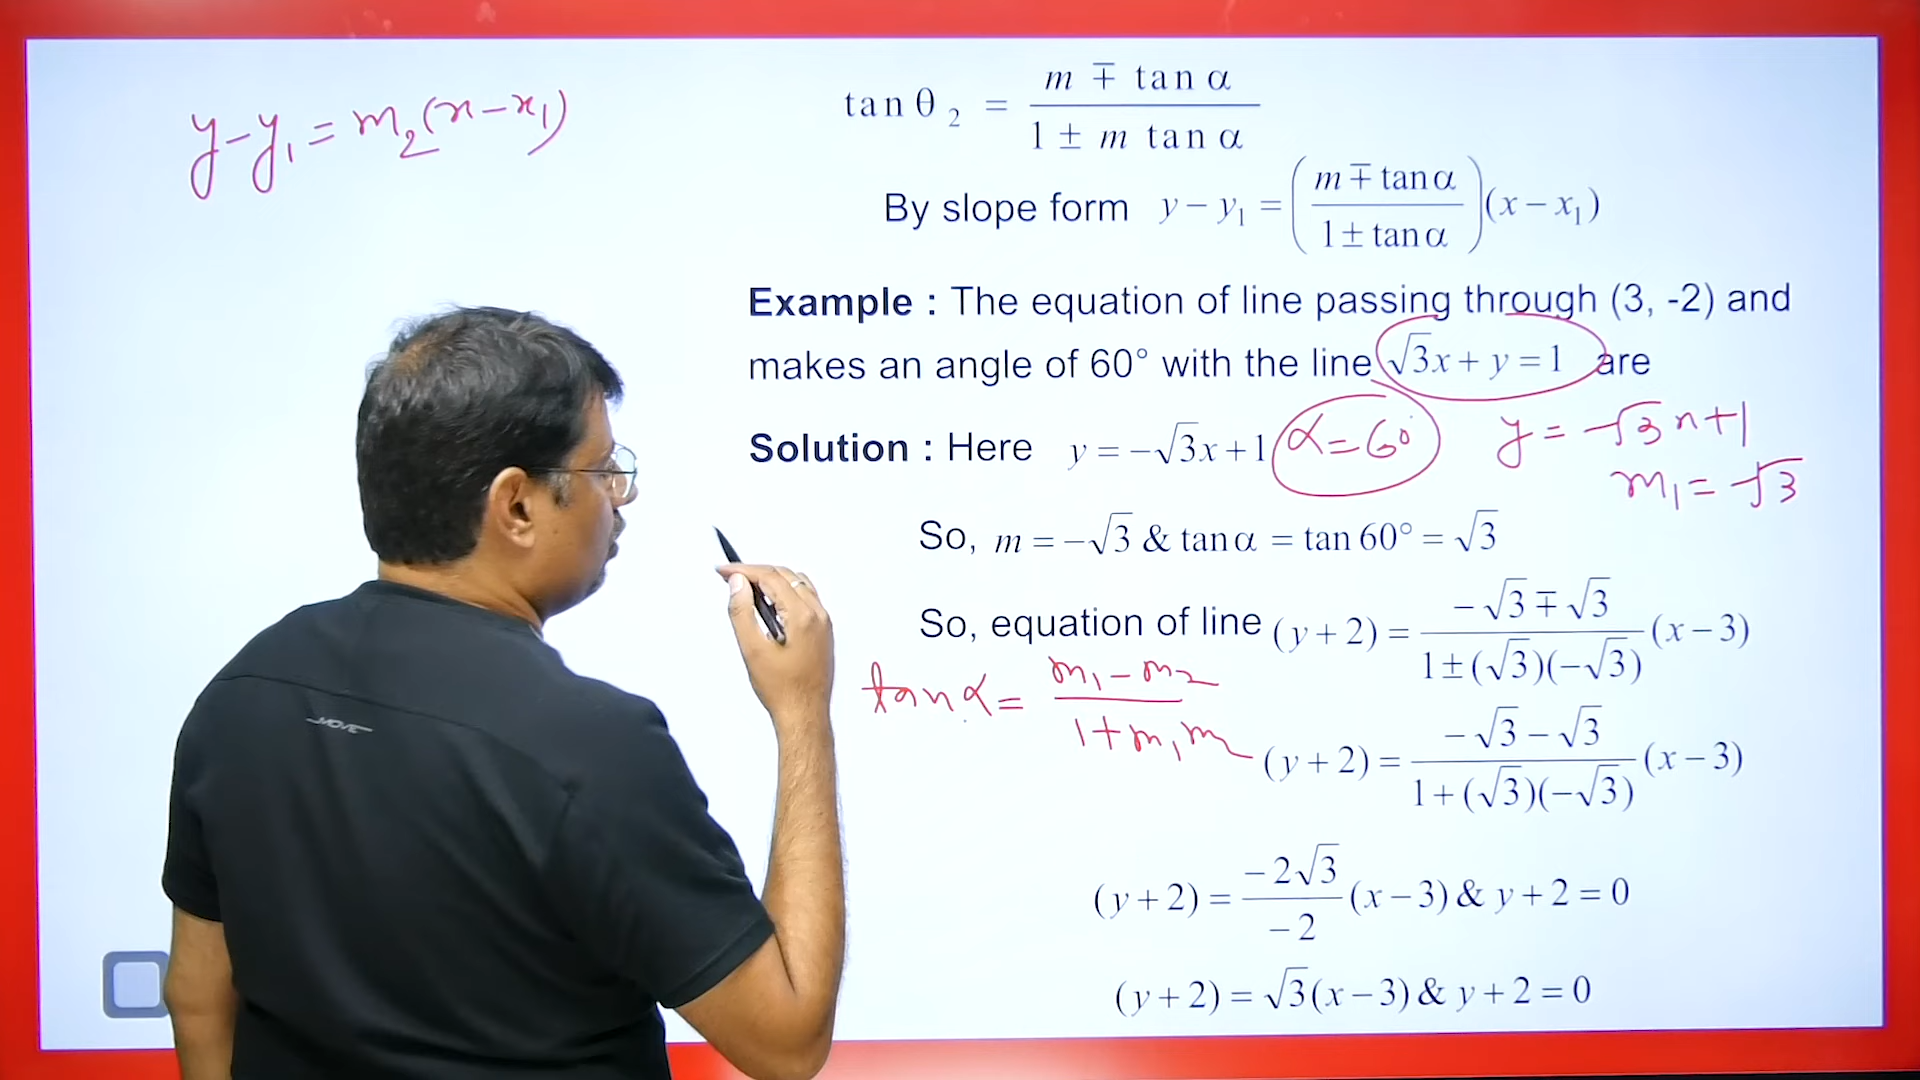 y-y₁ = m₂(x-x₁)
tan θ ₂ = (m ∓ tan α)/(1 ± m tan α)
By slope form y − y₁ = ((m ∓ tan α)/(1 ± tan α))(x − x₁)
Example : The equation of line passing through (3, -2) and
makes an angle of 60° with the line √3x + y = 1 are
Solution : Here y = −√3x + 1 α = 60° y = -√3x+1
m₁ = -√3
So, m = −√3 & tan α = tan 60° = √3
So, equation of line (y + 2) = (−√3 ∓ √3)/(1 ± (√3)(−√3)) (x − 3)
tan α = (m₁ - m₂)/(1 + m₁m₂)
(y + 2) = (−√3 − √3)/(1 + (√3)(−√3)) (x − 3)
(y + 2) = (−2√3)/(−2) (x − 3) & y + 2 = 0
(y + 2) = √3(x − 3) & y + 2 = 0
MOVE